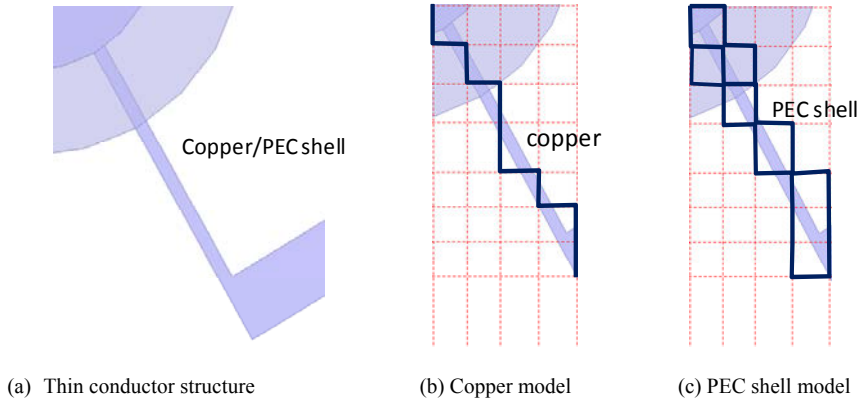 Copper/PEC shell
copper
PEC shell
(a) Thin conductor structure
(b) Copper model
(c) PEC shell model